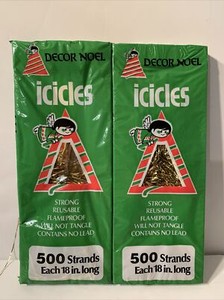 DECOR NOEL
icicles
STRONG
REUSABLE
FLAMEPROOF
WILL NOT TANGLE
CONTAINS NO LEAD
500 Strands
Each 18 in. long
DECOR NOEL
icicles
STRONG
REUSABLE
FLAMEPROOF
WILL NOT TANGLE
CONTAINS NO LEAD
500 Strands
Each 18 in. long